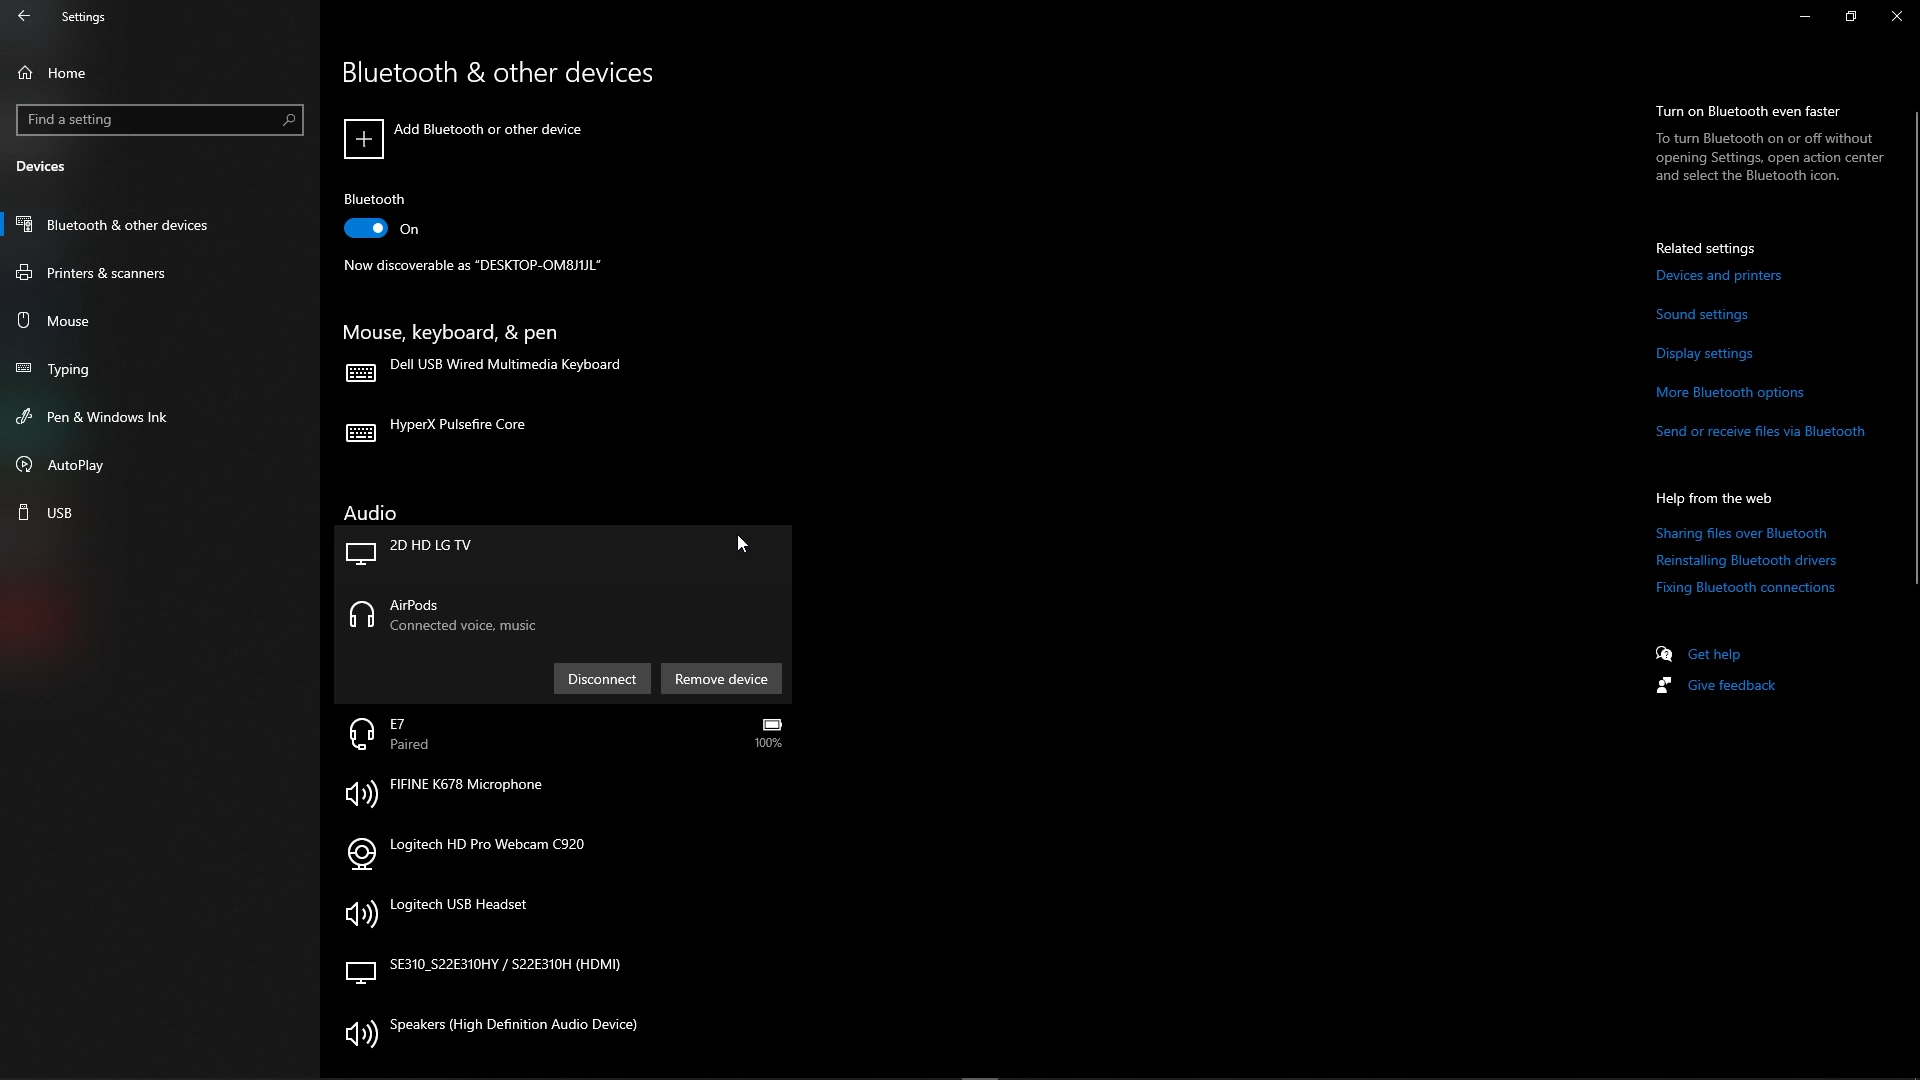 Settings
Home
Find a setting
Devices
Bluetooth & other devices
Printers & scanners
Mouse
Typing
Pen & Windows Ink
AutoPlay
USB
Bluetooth & other devices
Add Bluetooth or other device
Bluetooth
On
Now discoverable as “DESKTOP-OM8J1JL”
Mouse, keyboard, & pen
Dell USB Wired Multimedia Keyboard
HyperX Pulsefire Core
Audio
2D HD LG TV
AirPods
Connected voice, music
Disconnect
Remove device
E7
Paired
100%
FIFINE K678 Microphone
Logitech HD Pro Webcam C920
Logitech USB Headset
SE310_S22E310HY / S22E310H (HDMI)
Speakers (High Definition Audio Device)
Turn on Bluetooth even faster
To turn Bluetooth on or off without
opening Settings, open action center
and select the Bluetooth icon.
Related settings
Devices and printers
Sound settings
Display settings
More Bluetooth options
Send or receive files via Bluetooth
Help from the web
Sharing files over Bluetooth
Reinstalling Bluetooth drivers
Fixing Bluetooth connections
Get help
Give feedback